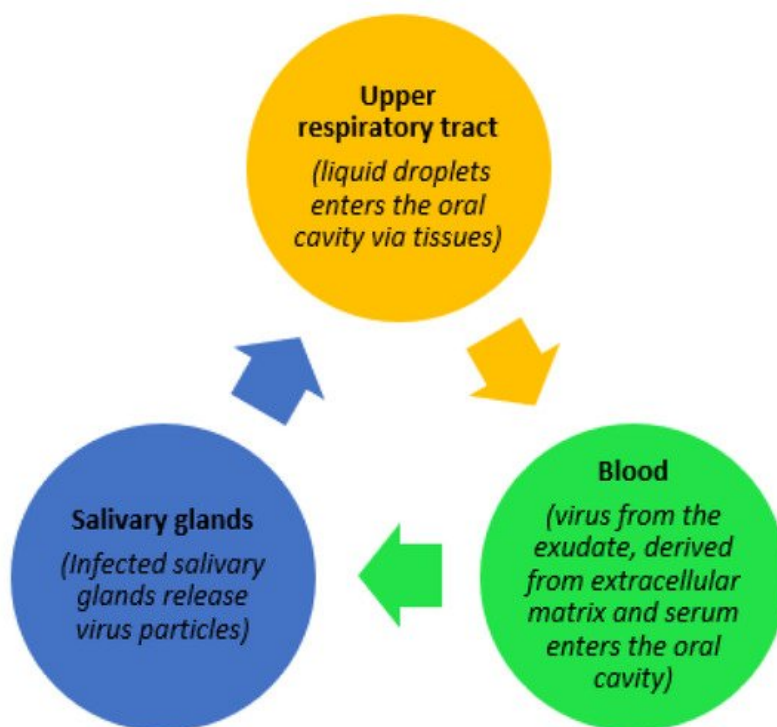 Upper
respiratory tract
(liquid droplets
enters the oral
cavity via tissues)
Blood
(virus from the
exudate, derived
from extracellular
matrix and serum
enters the oral
cavity)
Salivary glands
(Infected salivary
glands release
virus particles)